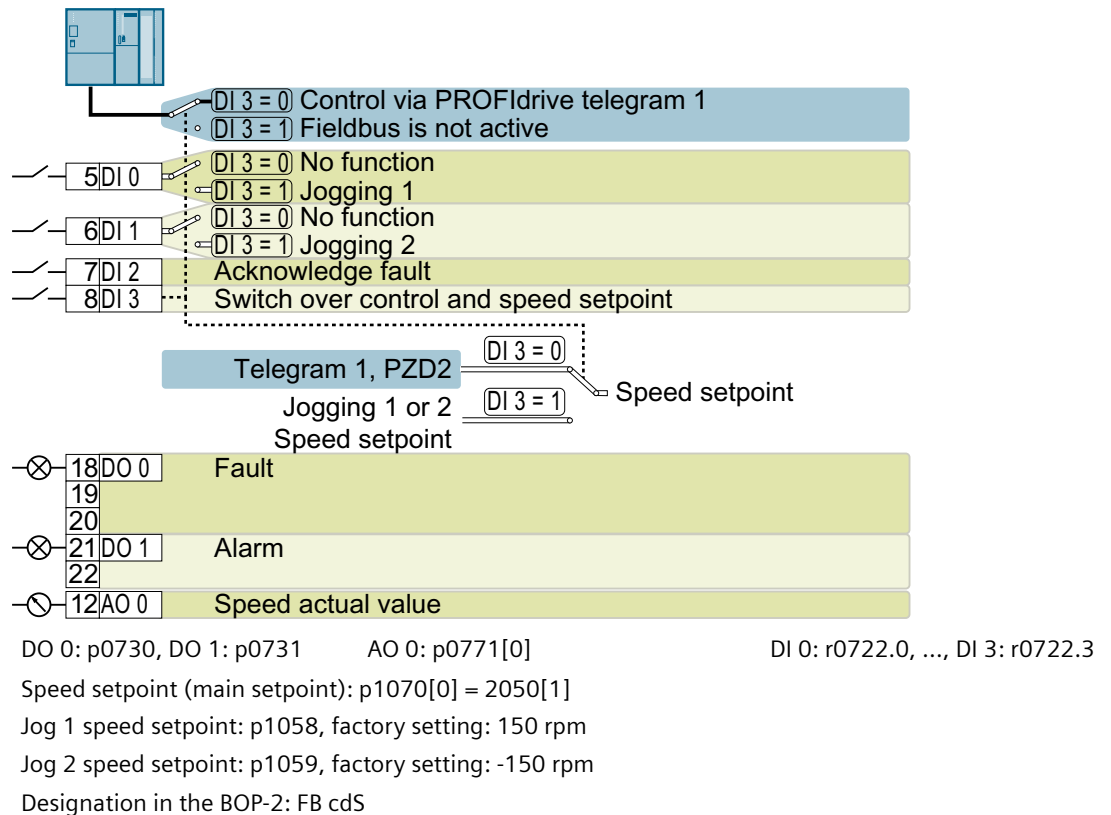 DI 3 = 0 Control via PROFIdrive telegram 1
DI 3 = 1 Fieldbus is not active
5 DI 0 DI 3 = 0 No function
DI 3 = 1 Jogging 1
6 DI 1 DI 3 = 0 No function
DI 3 = 1 Jogging 2
7 DI 2 Acknowledge fault
8 DI 3 Switch over control and speed setpoint
Telegram 1, PZD2 DI 3 = 0
Speed setpoint
Jogging 1 or 2 DI 3 = 1
Speed setpoint
18 DO 0 Fault
19
20
21 DO 1 Alarm
22
12 AO 0 Speed actual value
DO 0: p0730, DO 1: p0731 AO 0: p0771[0] DI 0: r0722.0, ..., DI 3: r0722.3
Speed setpoint (main setpoint): p1070[0] = 2050[1]
Jog 1 speed setpoint: p1058, factory setting: 150 rpm
Jog 2 speed setpoint: p1059, factory setting: -150 rpm
Designation in the BOP-2: FB cdS